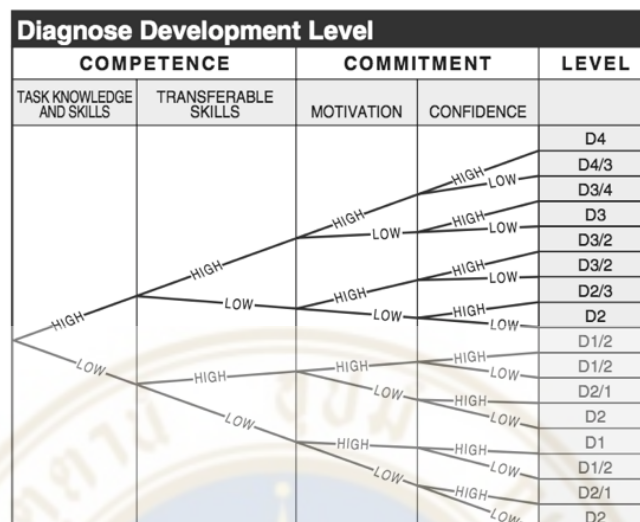 Diagnose Development Level
COMPETENCE COMMITMENT LEVEL
TASK KNOWLEDGE AND SKILLS
TRANSFERABLE SKILLS
MOTIVATION
CONFIDENCE
HIGH
LOW
HIGH
LOW
HIGH
LOW
HIGH
LOW
HIGH
LOW
HIGH
LOW
HIGH
LOW
HIGH
LOW
HIGH
LOW
HIGH
LOW
HIGH
LOW
HIGH
LOW
HIGH
LOW
HIGH
LOW
HIGH
LOW
D4
D4/3
D3/4
D3
D3/2
D3/2
D2/3
D2
D1/2
D1/2
D2/1
D2
D1
D1/2
D2/1
D2